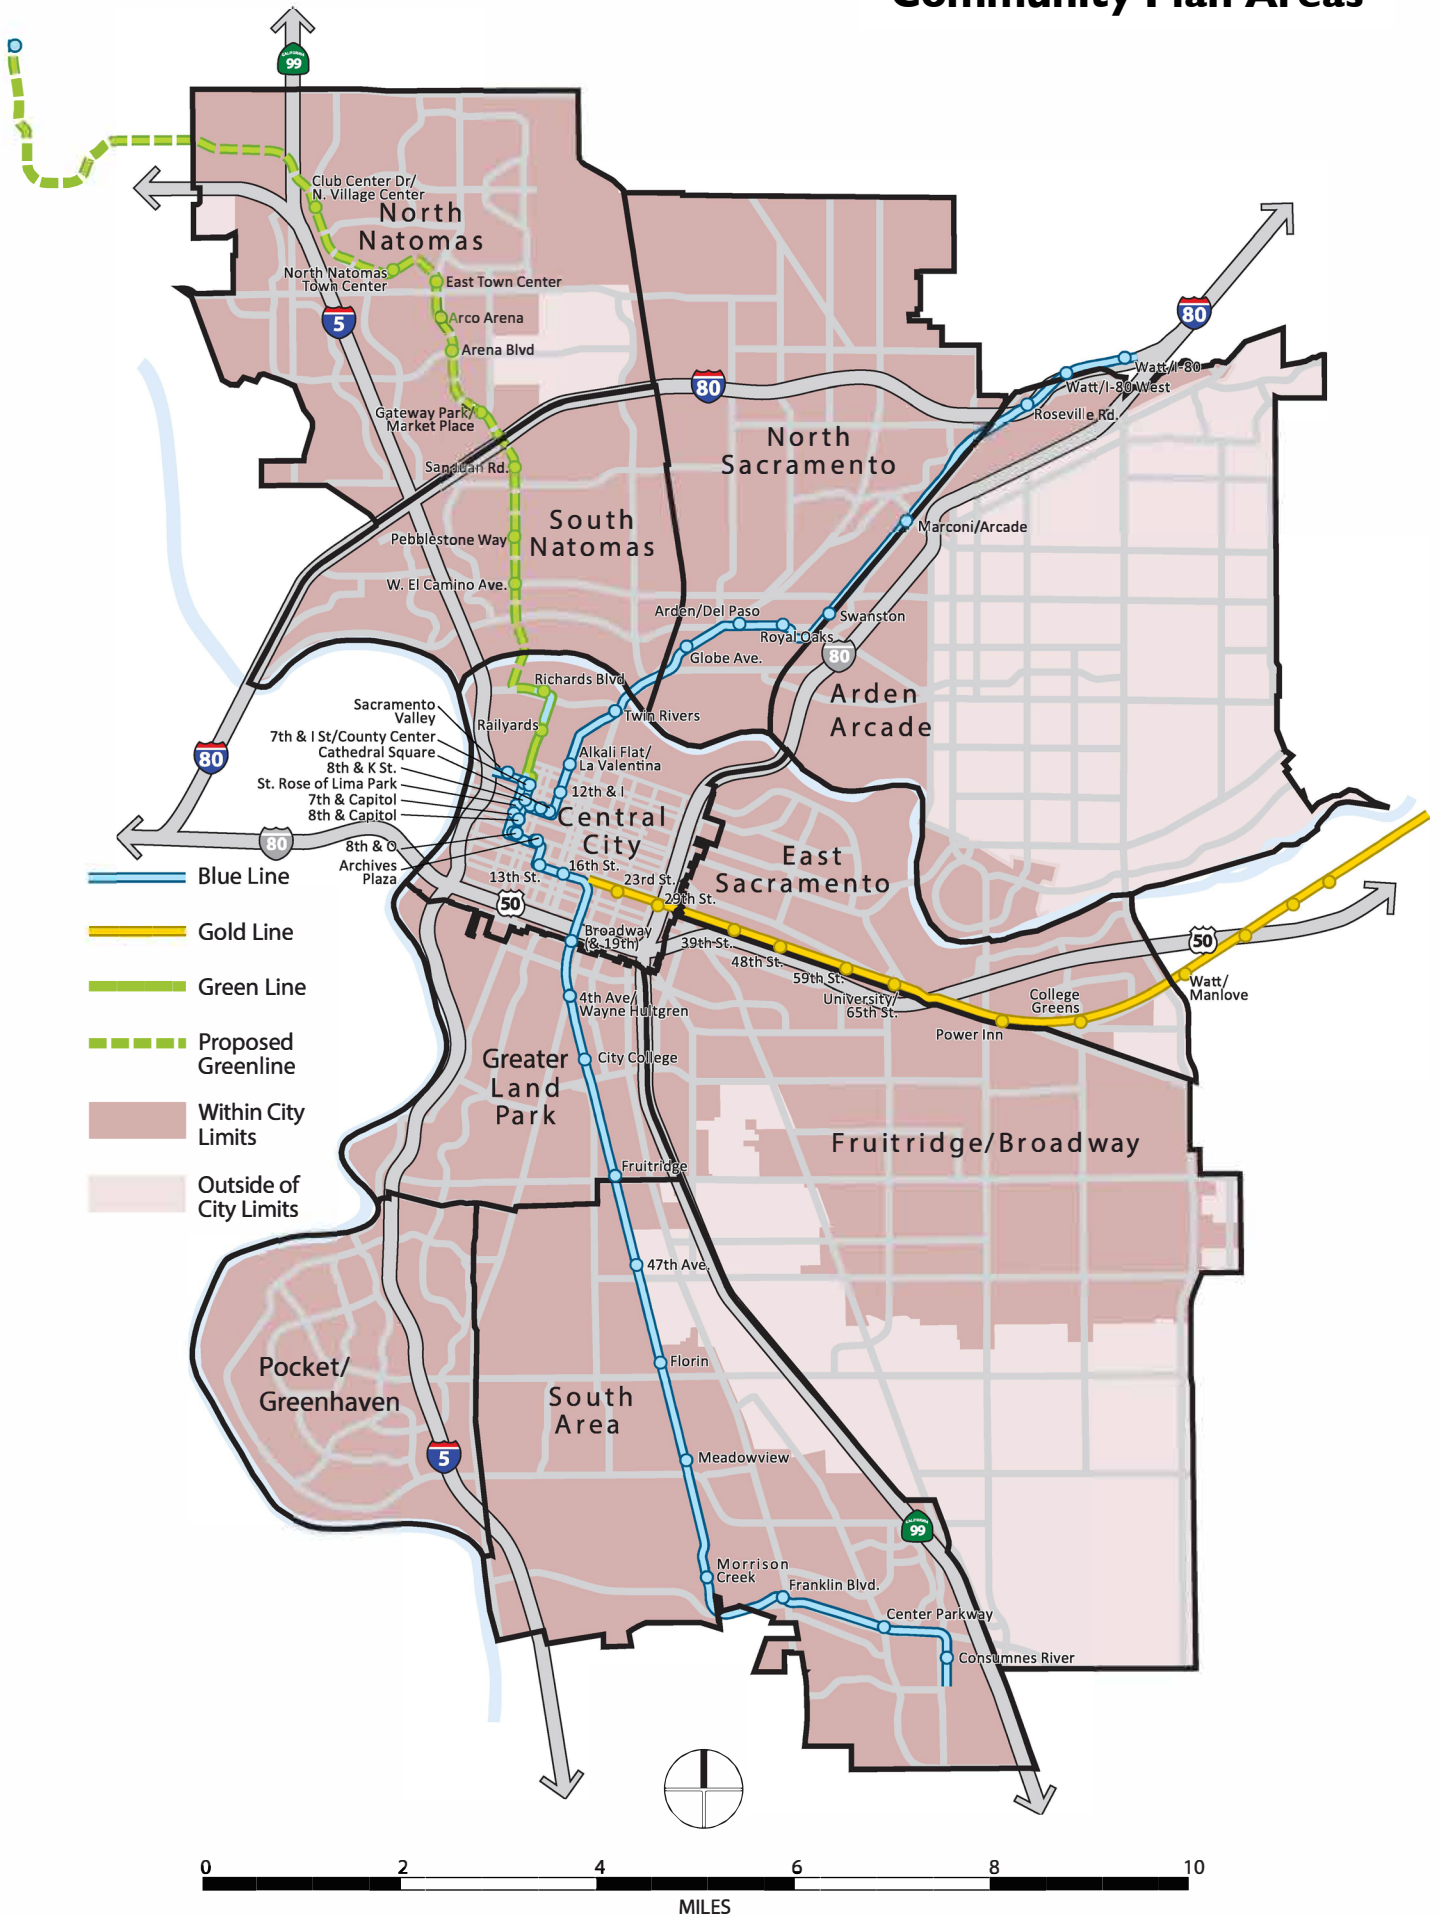 Community Plan Areas
CALIFORNIA
99
Club Center Dr/
N. Village Center
North
Natomas
North Natomas
Town Center
East Town Center
5
Arco Arena
Arena Blvd
80
80
Watt/I-80
Watt/I-80 West
Roseville Rd.
Gateway Park/
Market Place
North
Sacramento
San Juan Rd.
South
Natomas
Marconi/Arcade
Pebblestone Way
W. El Camino Ave.
Arden/Del Paso
Swanston
Royal Oaks
Globe Ave.
80
Richards Blvd
Arden
Arcade
Sacramento
Valley
Twin Rivers
Railyards
7th & I St/County Center
Cathedral Square
8th & K St.
St. Rose of Lima Park
7th & Capitol
8th & Capitol
8th & O
Archives
Plaza
Alkali Flat/
La Valentina
12th & I
80
80
Central
City
East
Sacramento
16th St.
13th St.
23rd St.
29th St.
50
Broadway
(& 19th)
39th St.
48th St.
59th St.
University/
65th St.
50
Watt/
Manlove
College
Greens
Power Inn
4th Ave/
Wayne Hultgren
City College
Blue Line
Gold Line
Green Line
Proposed
Greenline
Within City
Limits
Outside of
City Limits
Greater
Land
Park
Fruitridge/Broadway
Fruitridge
47th Ave.
Florin
Pocket/
Greenhaven
South
Area
5
Meadowview
CALIFORNIA
99
Morrison
Creek
Franklin Blvd.
Center Parkway
Consumnes River
0 2 4 6 8 10
MILES